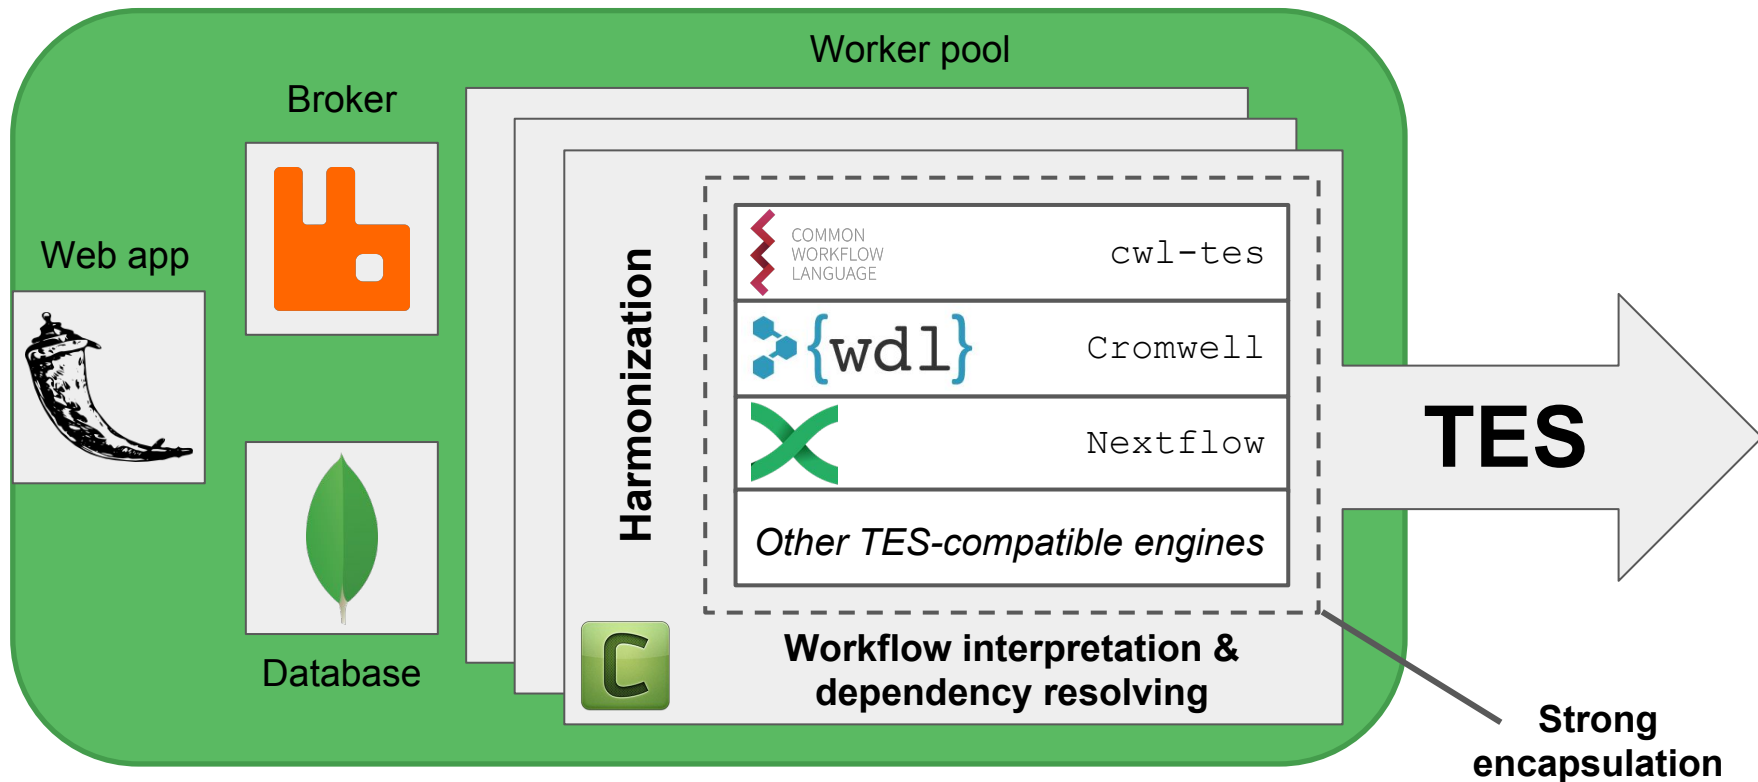 Worker pool
Broker
Web app
Database
Harmonization
COMMON
WORKFLOW
LANGUAGE
cwl-tes
{wdl}
Cromwell
Nextflow
Other TES-compatible engines
C
Workflow interpretation &
dependency resolving
TES
Strong
encapsulation